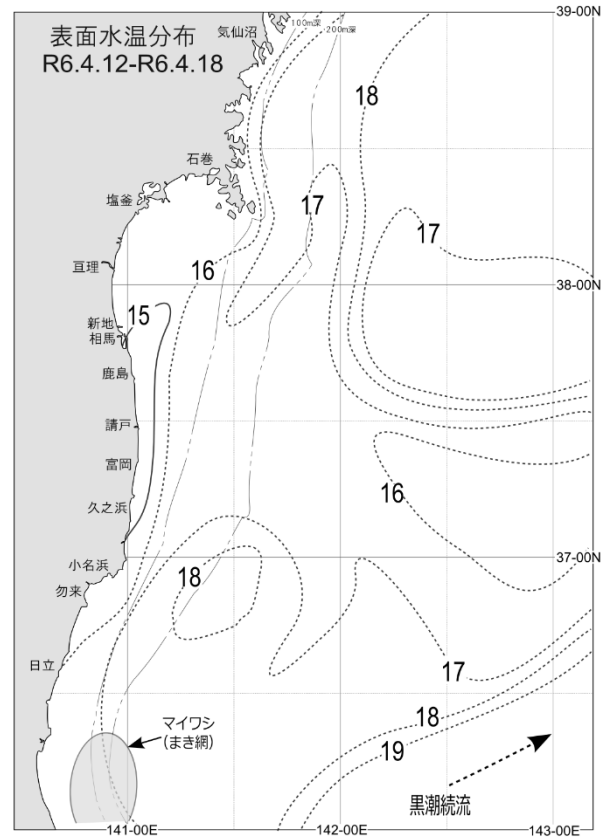 表面水温分布
R6.4.12-R6.4.18
気仙沼
100m深
200m深
39-00N
18
石巻
17
塩釜
17
亘理
16
38-00N
15
新地
相馬
鹿島
請戸
富岡
16
久之浜
37-00N
小名浜
18
勿来
日立
17
マイワシ
(まき網)
18
19
黒潮続流
141-00E
142-00E
143-00E